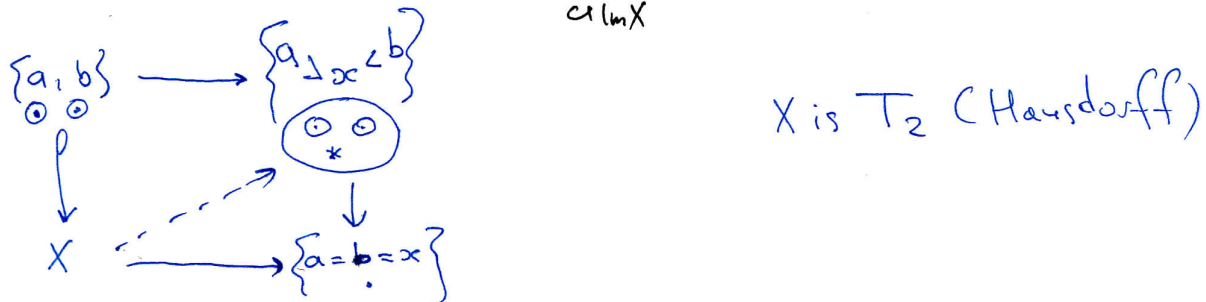 {a, b} → {a ↘ x ↙ b}
X is T₂ (Hausdorff)
X → {a = b = x}